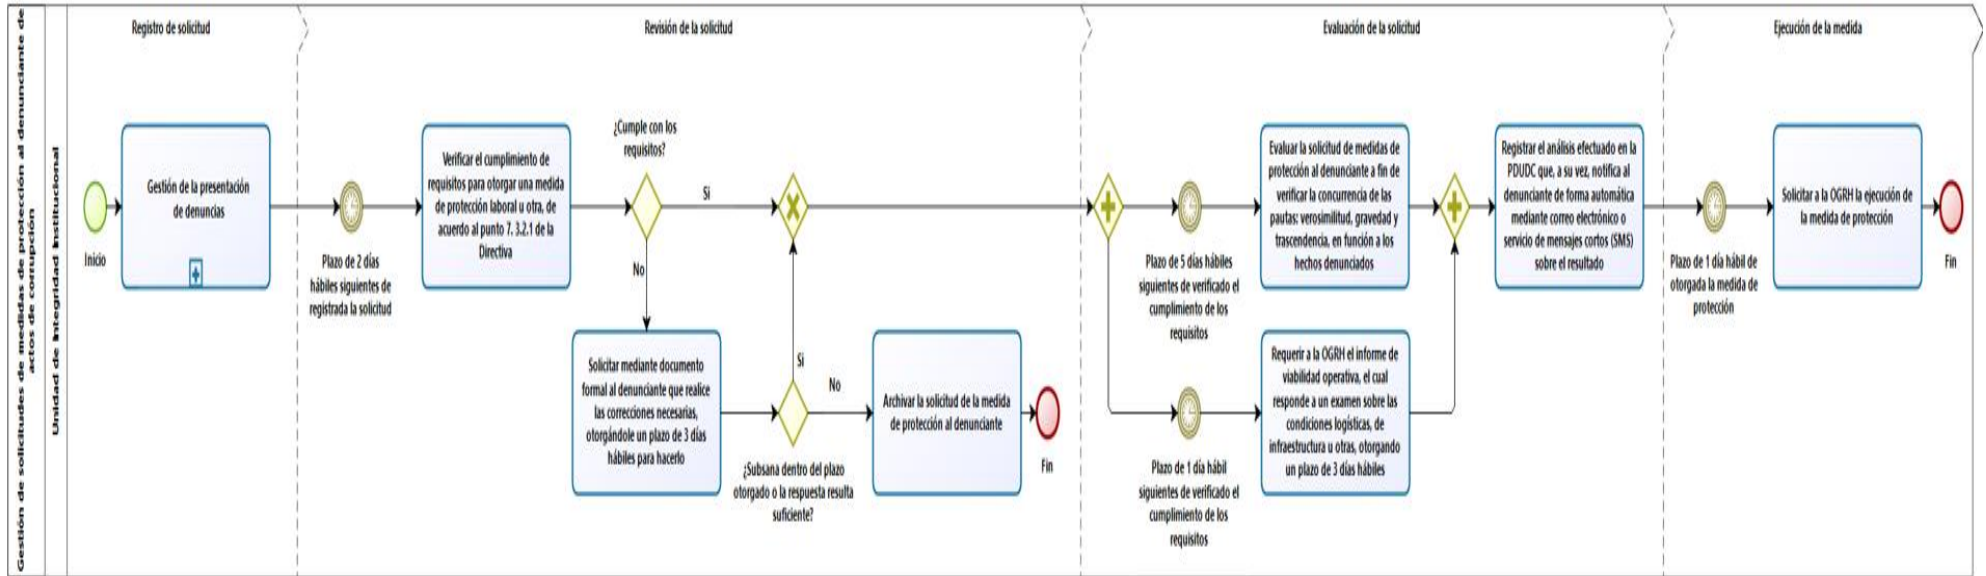 Gestión de solicitudes de medidas de protección al denunciante de
actos de corrupción
Unidad de Integridad Institucional
Registro de solicitud
Revisión de la solicitud
Evaluación de la solicitud
Ejecución de la medida
Inicio
Gestión de la presentación
de denuncias
Plazo de 2 días
hábiles siguientes de
registrada la solicitud
Verificar el cumplimiento de
requisitos para otorgar una medida
de protección laboral u otra, de
acuerdo al punto 7. 3.2.1 de la
Directiva
¿Cumple con los
requisitos?
Si
No
Solicitar mediante documento
formal al denunciante que realice
las correcciones necesarias,
otorgándole un plazo de 3 días
hábiles para hacerlo
¿Subsana dentro del plazo
otorgado o la respuesta resulta
suficiente?
Si
No
Archivar la solicitud de la medida
de protección al denunciante
Fin
Plazo de 5 días hábiles
siguientes de verificado el
cumplimiento de los
requisitos
Evaluar la solicitud de medidas de
protección al denunciante a fin de
verificar la concurrencia de las
pautas: verosimilitud, gravedad y
trascendencia, en función a los
hechos denunciados
Plazo de 1 día hábil
siguientes de verificado el
cumplimiento de los
requisitos
Requerir a la OGRH el informe de
viabilidad operativa, el cual
responde a un examen sobre las
condiciones logísticas, de
infraestructura u otras, otorgando
un plazo de 3 días hábiles
Registrar el análisis efectuado en la
PDUDC que, a su vez, notifica al
denunciante de forma automática
mediante correo electrónico o
servicio de mensajes cortos (SMS)
sobre el resultado
Plazo de 1 día hábil de
otorgada la medida de
protección
Solicitar a la OGRH la ejecución de
la medida de protección
Fin